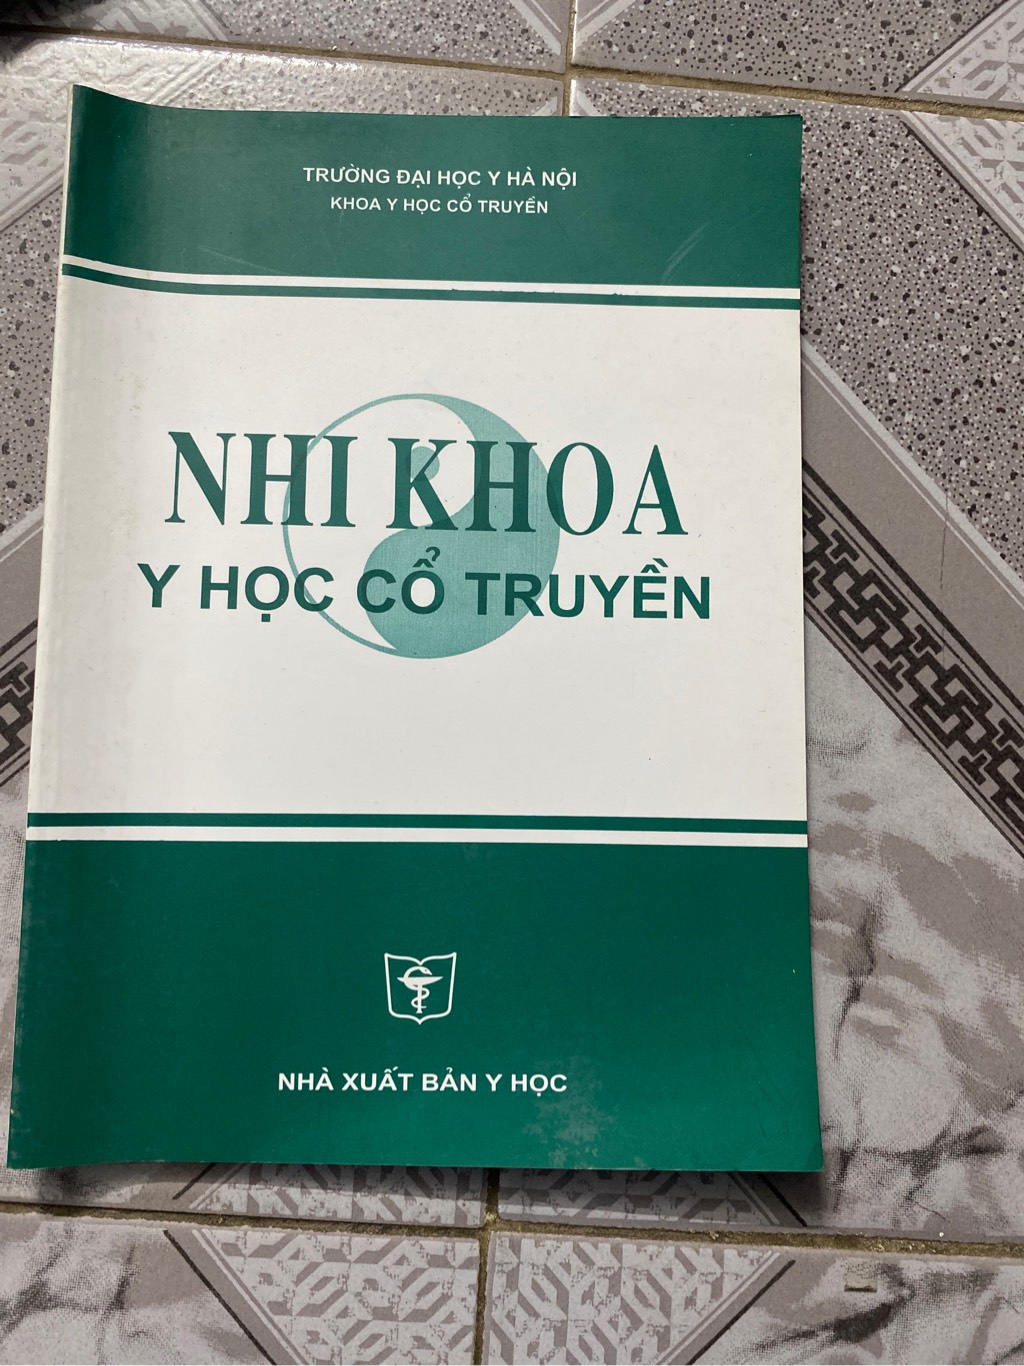 TRƯỜNG ĐẠI HỌC Y HÀ NỘI
KHOA Y HỌC CỔ TRUYỀN
NHI KHOA
Y HỌC CỔ TRUYỀN
NHÀ XUẤT BẢN Y HỌC